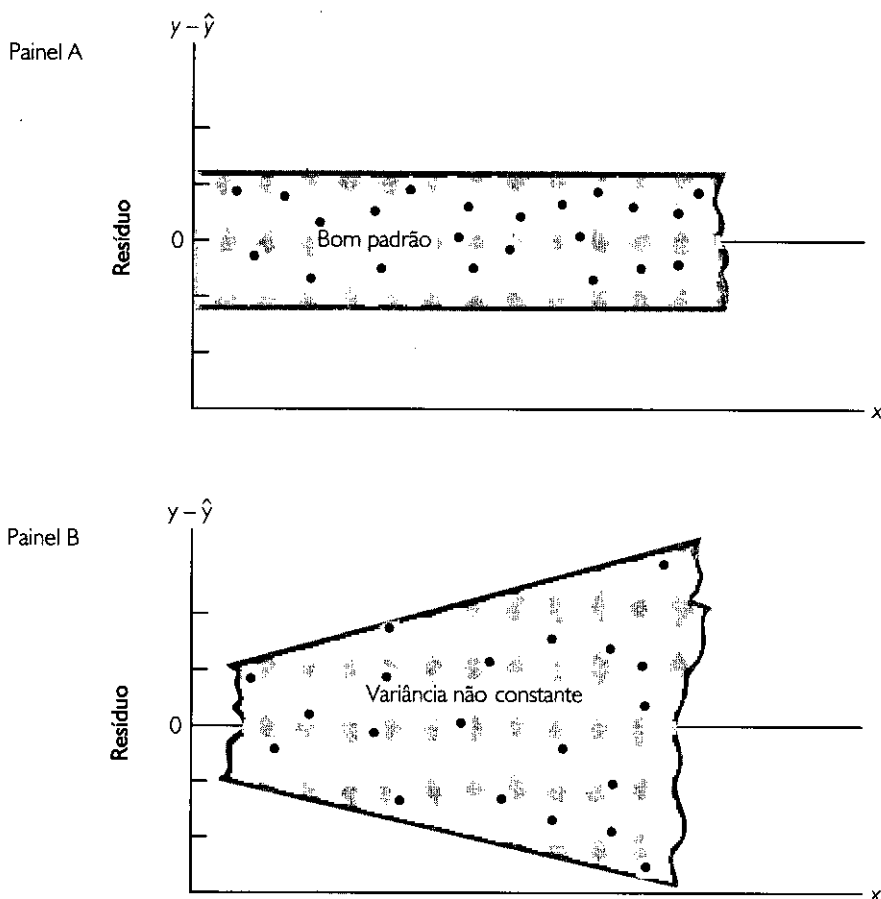 y – ŷ
Painel A
Resíduo
0
Bom padrão
x
y – ŷ
Painel B
Resíduo
0
Variância não constante
x